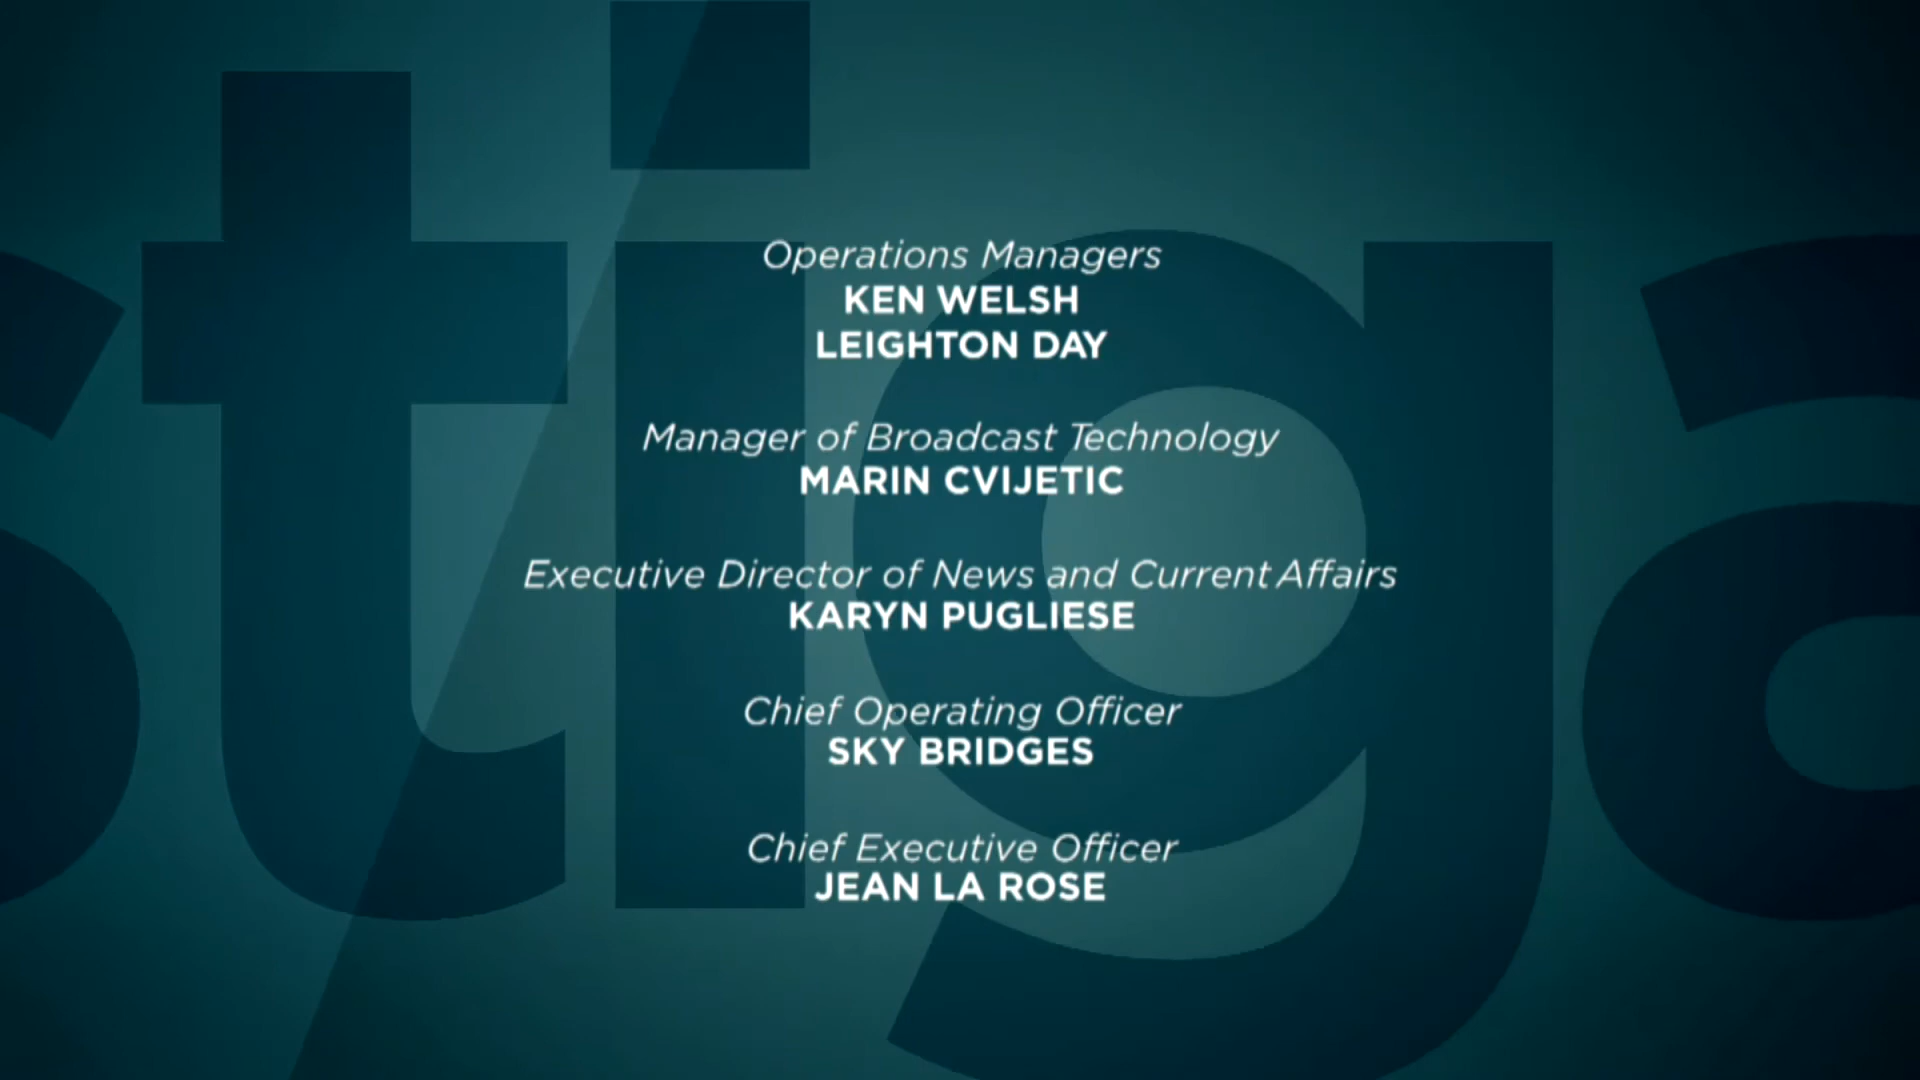 stiga
Operations Managers
KEN WELSH
LEIGHTON DAY
Manager of Broadcast Technology
MARIN CVIJETIC
Executive Director of News and Current Affairs
KARYN PUGLIESE
Chief Operating Officer
SKY BRIDGES
Chief Executive Officer
JEAN LA ROSE